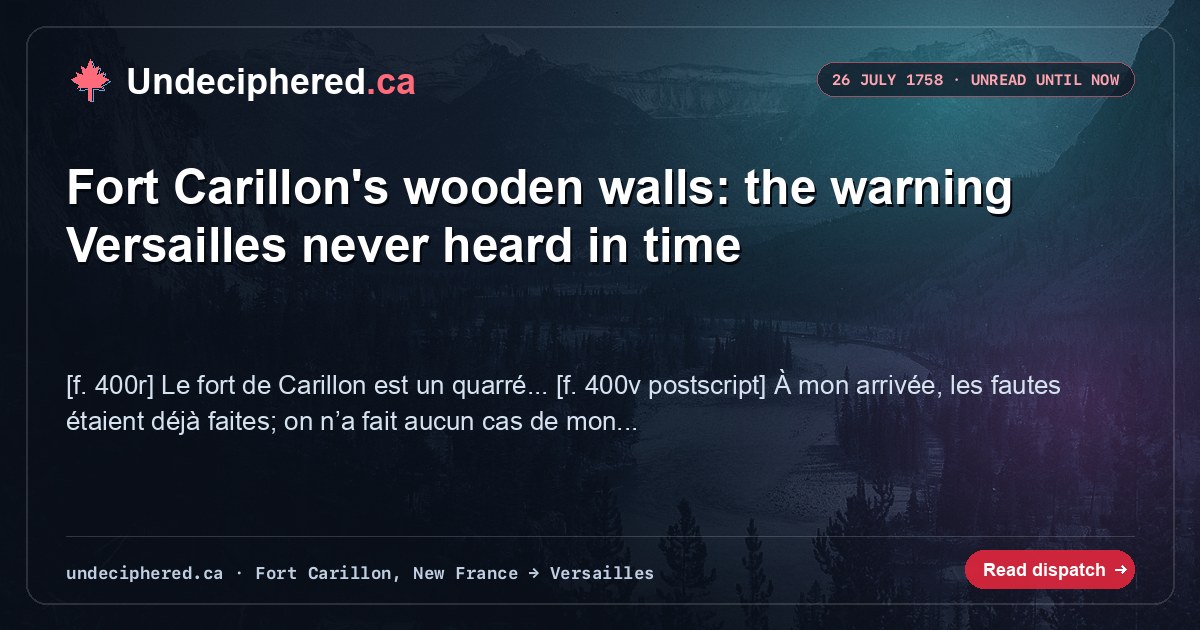 Undeciphered.ca
26 JULY 1758 · UNREAD UNTIL NOW
Fort Carillon's wooden walls: the warning
Versailles never heard in time
[f. 400r] Le fort de Carillon est un quarré... [f. 400v postscript] À mon arrivée, les fautes
étaient déjà faites; on n’a fait aucun cas de mon...
undeciphered.ca · Fort Carillon, New France → Versailles
Read dispatch →